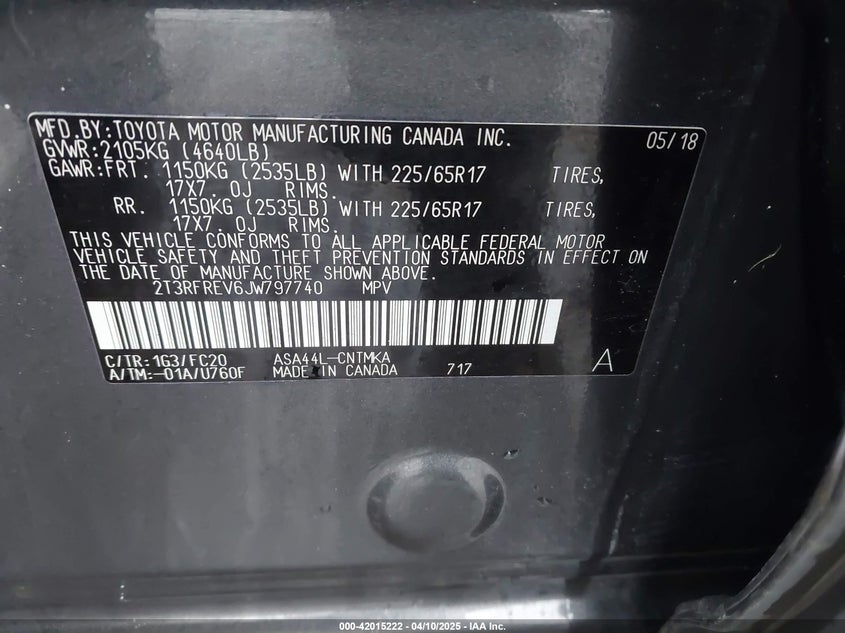 MFD. BY: TOYOTA MOTOR MANUFACTURING CANADA INC. 05/18
GVWR: 2105KG (4640LB)
GAWR: FRT. 1150KG (2535LB) WITH 225/65R17 TIRES,
17X7. 0J RIMS.
RR. 1150KG (2535LB) WITH 225/65R17 TIRES,
17X7. 0J RIMS.
THIS VEHICLE CONFORMS TO ALL APPLICABLE FEDERAL MOTOR
VEHICLE SAFETY AND THEFT PREVENTION STANDARDS IN EFFECT ON
THE DATE OF MANUFACTURE SHOWN ABOVE.
2T3RFREV6JW797740 MPV
C/TR: 1G3/FC20 ASA44L-CNTMKA
A/TM: -01A/U760F MADE IN CANADA 717 A
000-42015222 - 04/10/2025 - IAA Inc.